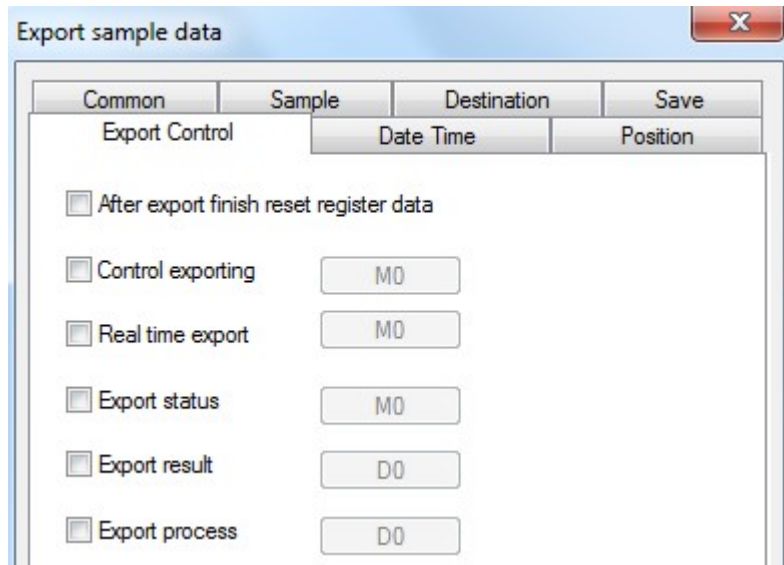 Export sample data
Common Sample Destination Save
Export Control Date Time Position
After export finish reset register data
Control exporting M0
Real time export M0
Export status M0
Export result D0
Export process D0